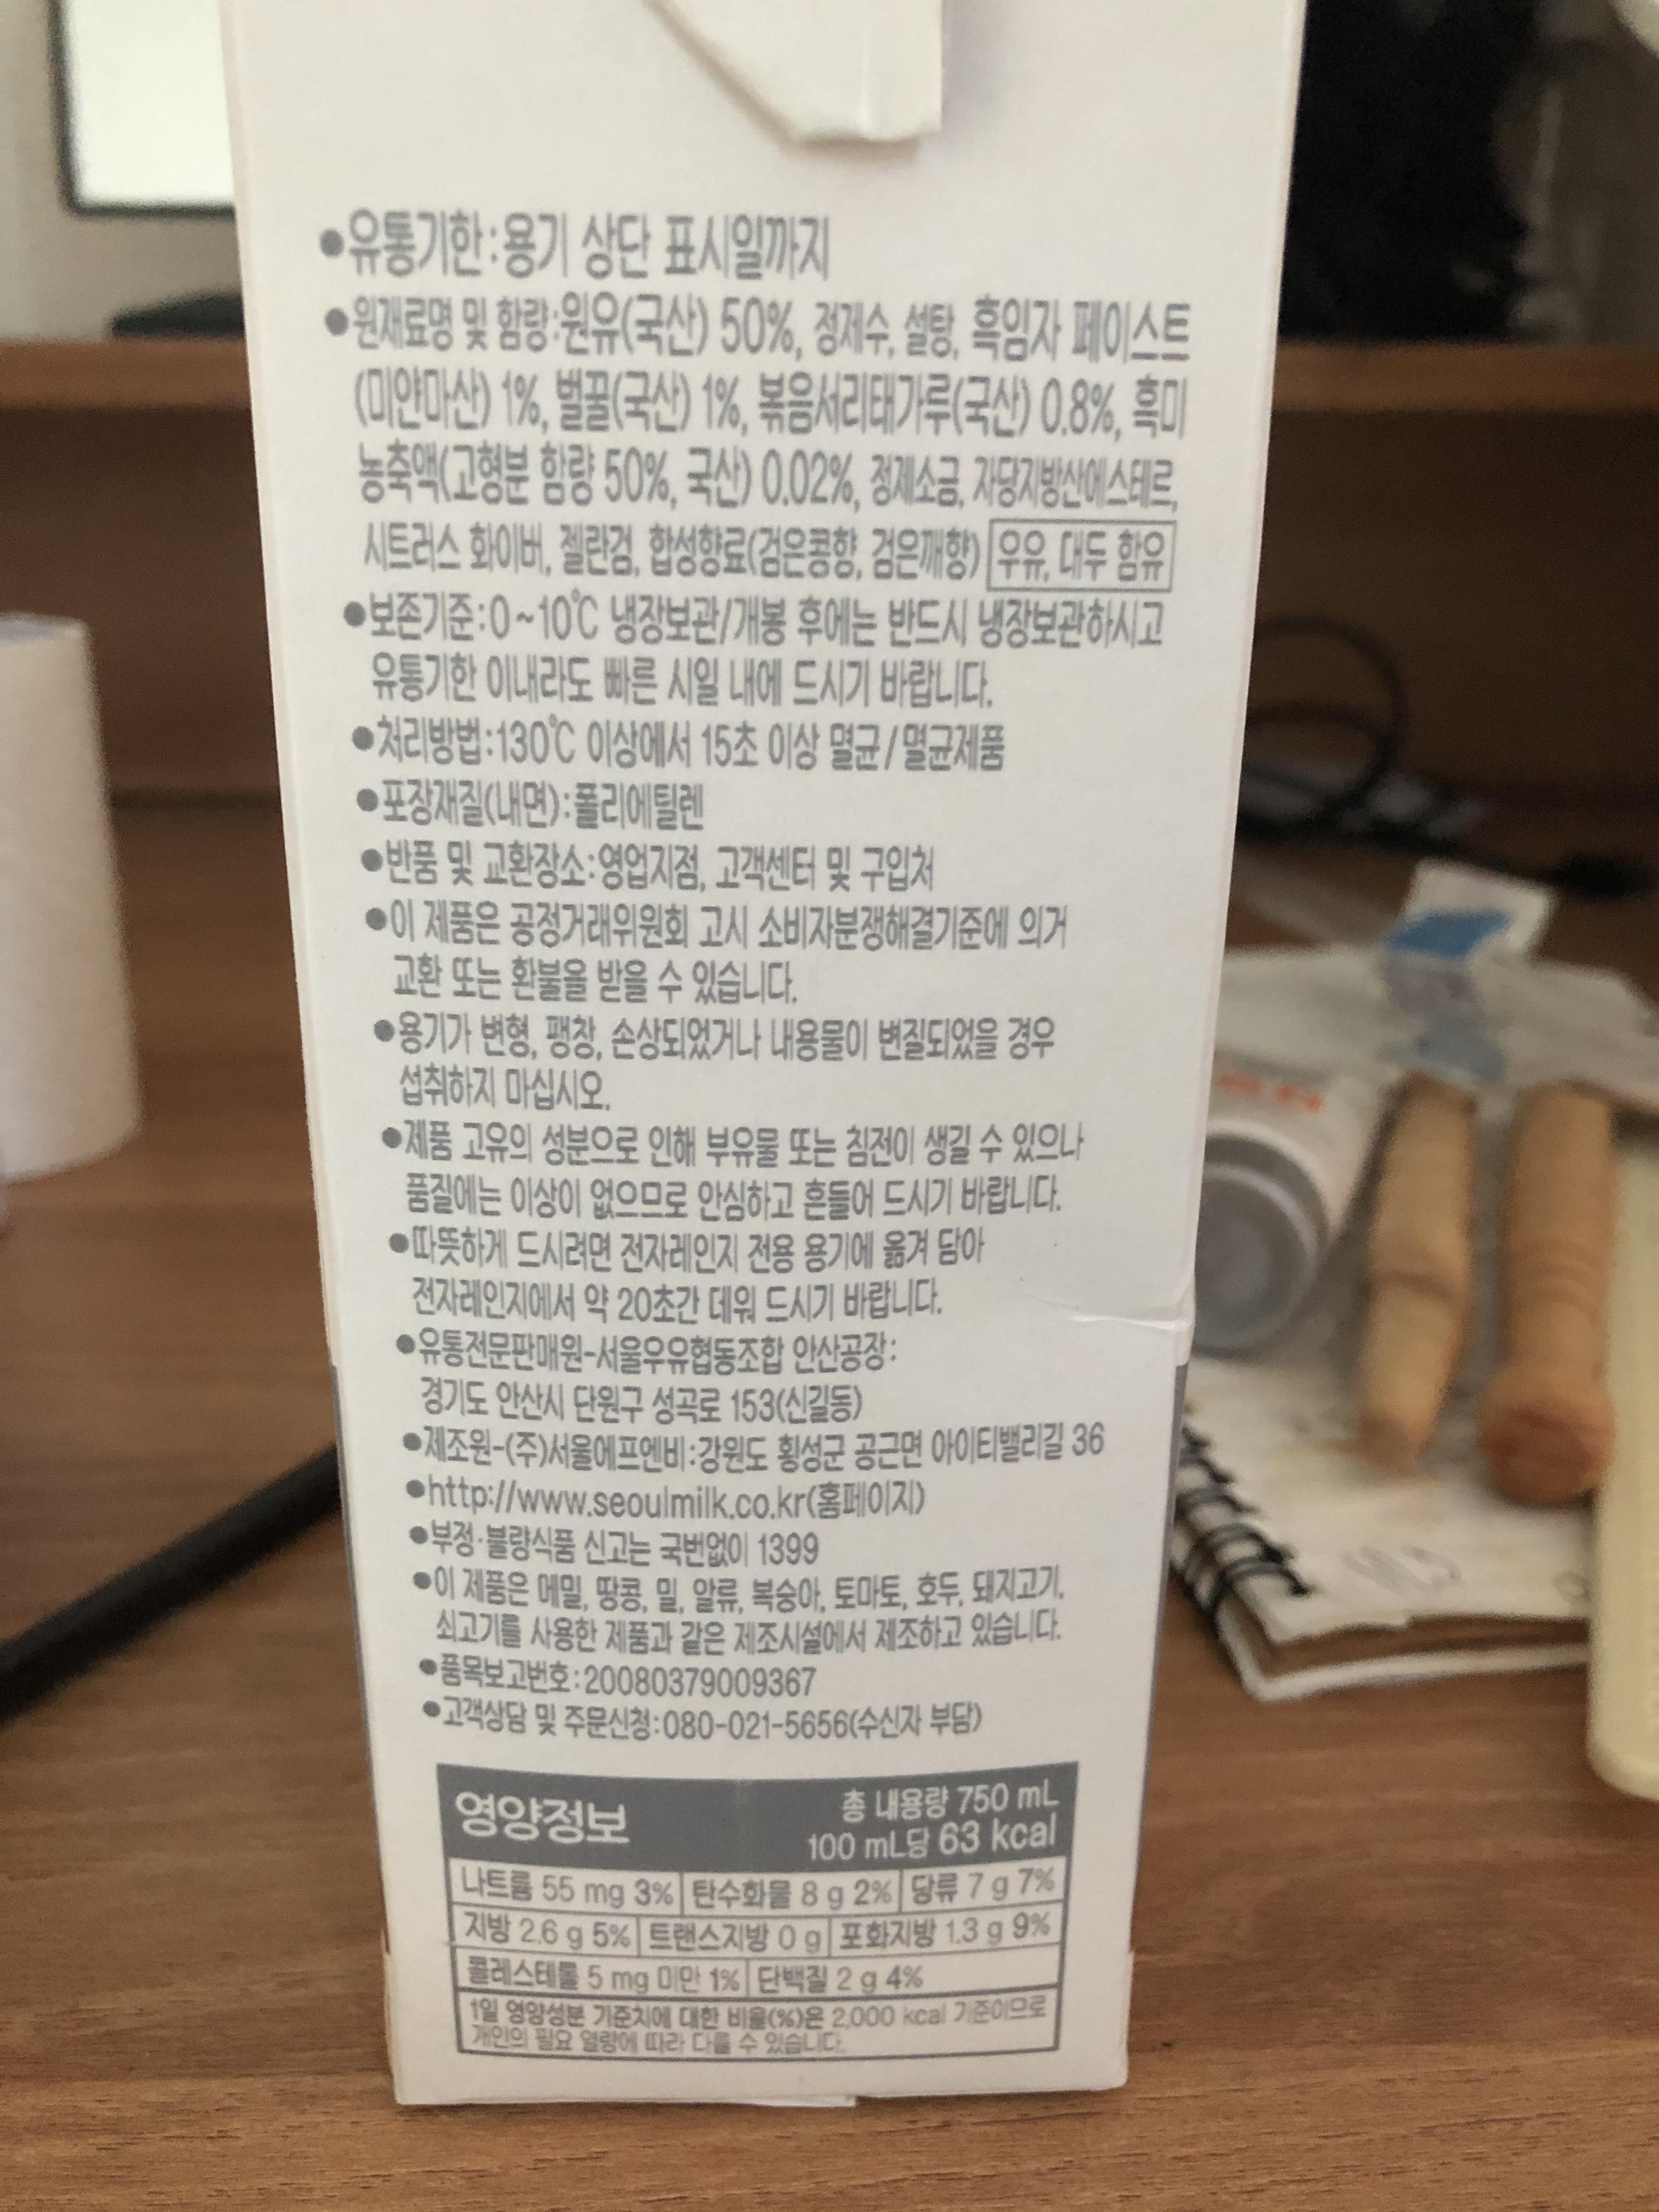 •유통기한:용기 상단 표시일까지
•원재료명 및 함량:원유(국산) 50%, 정제수, 설탕, 흑임자 페이스트
(미얀마산) 1%, 벌꿀(국산) 1%, 볶음서리태가루(국산) 0.8%, 흑미
농축액(고형분 함량 50%, 국산) 0.02%, 정제소금, 자당지방산에스테르,
시트러스 화이버, 젤란검, 합성향료(검은콩향, 검은깨향) 우유, 대두 함유
•보존기준:0~10℃ 냉장보관/개봉 후에는 반드시 냉장보관하시고
유통기한 이내라도 빠른 시일 내에 드시기 바랍니다.
•처리방법:130℃ 이상에서 15초 이상 멸균/멸균제품
•포장재질(내면):폴리에틸렌
•반품 및 교환장소:영업지점, 고객센터 및 구입처
•이 제품은 공정거래위원회 고시 소비자분쟁해결기준에 의거
교환 또는 환불을 받을 수 있습니다.
•용기가 변형, 팽창, 손상되었거나 내용물이 변질되었을 경우
섭취하지 마십시오.
•제품 고유의 성분으로 인해 부유물 또는 침전이 생길 수 있으나
품질에는 이상이 없으므로 안심하고 흔들어 드시기 바랍니다.
•따뜻하게 드시려면 전자레인지 전용 용기에 옮겨 담아
전자레인지에서 약 20초간 데워 드시기 바랍니다.
•유통전문판매원-서울우유협동조합 안산공장:
경기도 안산시 단원구 성곡로 153(신길동)
•제조원-(주)서울에프엔비:강원도 횡성군 공근면 아이티밸리길 36
•http://www.seoulmilk.co.kr(홈페이지)
•부정·불량식품 신고는 국번없이 1399
•이 제품은 메밀, 땅콩, 밀, 알류, 복숭아, 토마토, 호두, 돼지고기,
쇠고기를 사용한 제품과 같은 제조시설에서 제조하고 있습니다.
•품목보고번호:20080379009367
•고객상담 및 주문신청:080-021-5656(수신자 부담)
영양정보 총 내용량 750 mL
100 mL당 63 kcal
나트륨 55 mg 3% 탄수화물 8 g 2% 당류 7 g 7%
지방 2.6 g 5% 트랜스지방 0 g 포화지방 1.3 g 9%
콜레스테롤 5 mg 미만 1% 단백질 2 g 4%
1일 영양성분 기준치에 대한 비율(%)은 2,000 kcal 기준이므로
개인의 필요 열량에 따라 다를 수 있습니다.